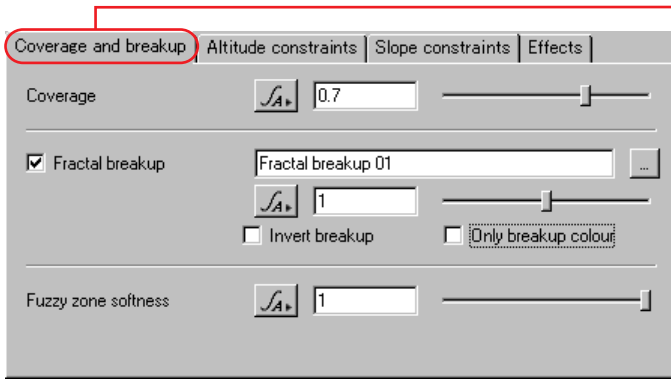 Coverage and breakup Altitude constraints Slope constraints Effects
Coverage 0.7
Fractal breakup Fractal breakup 01 ...
1
Invert breakup Only breakup colour
Fuzzy zone softness 1